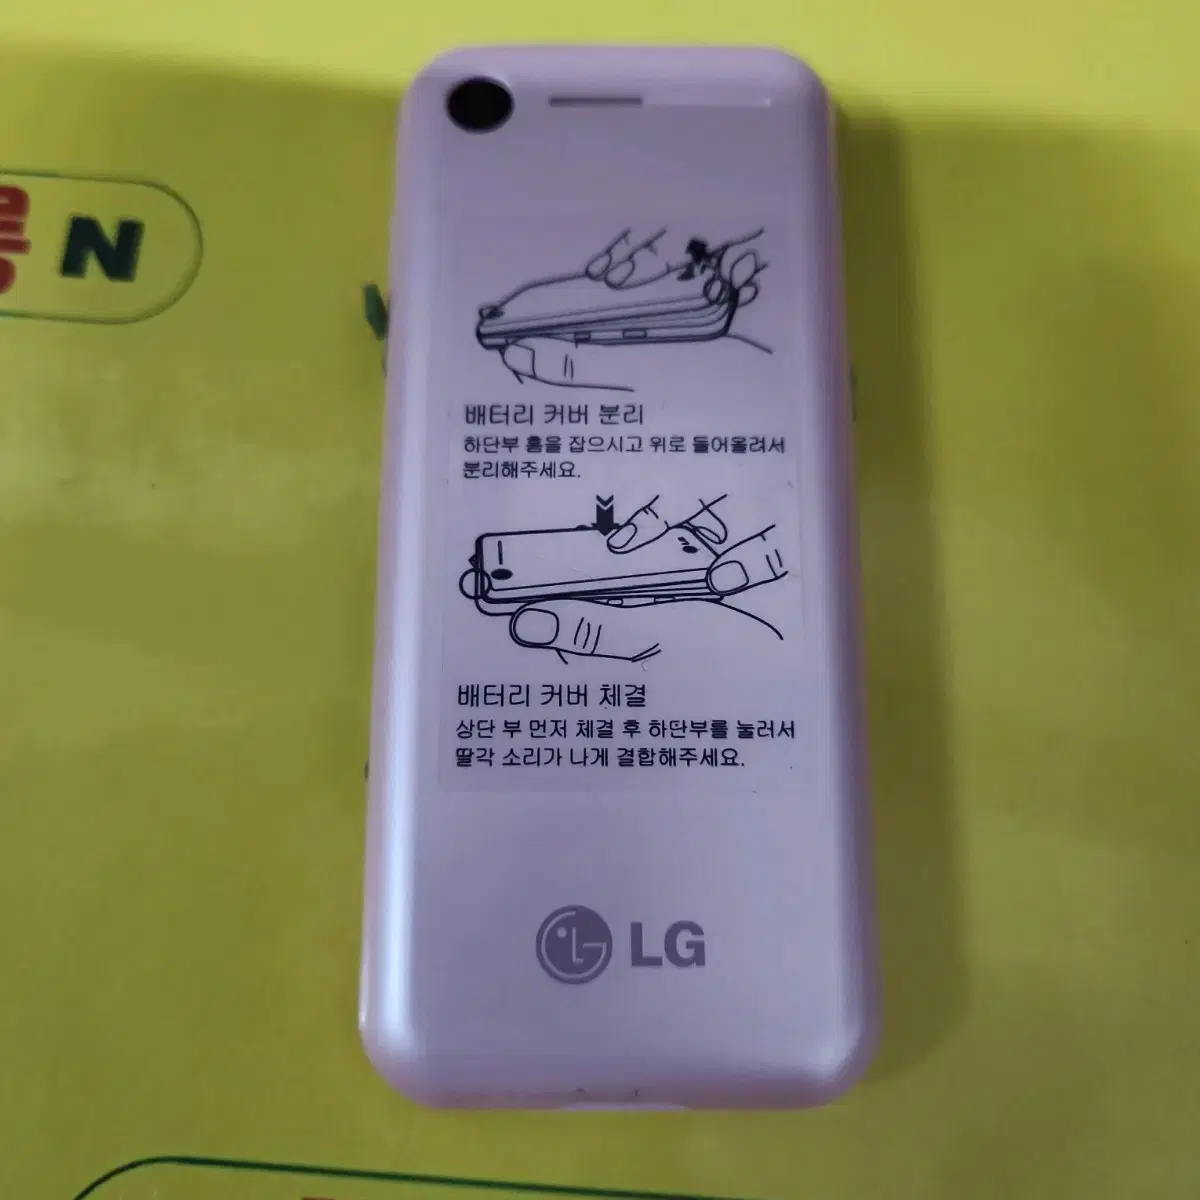 N
배터리 커버 분리
하단부 홈을 잡으시고 위로 들어올려서
분리해주세요.
배터리 커버 체결
상단 부 먼저 체결 후 하단부를 눌러서
딸각 소리가 나게 결합해주세요.
LG